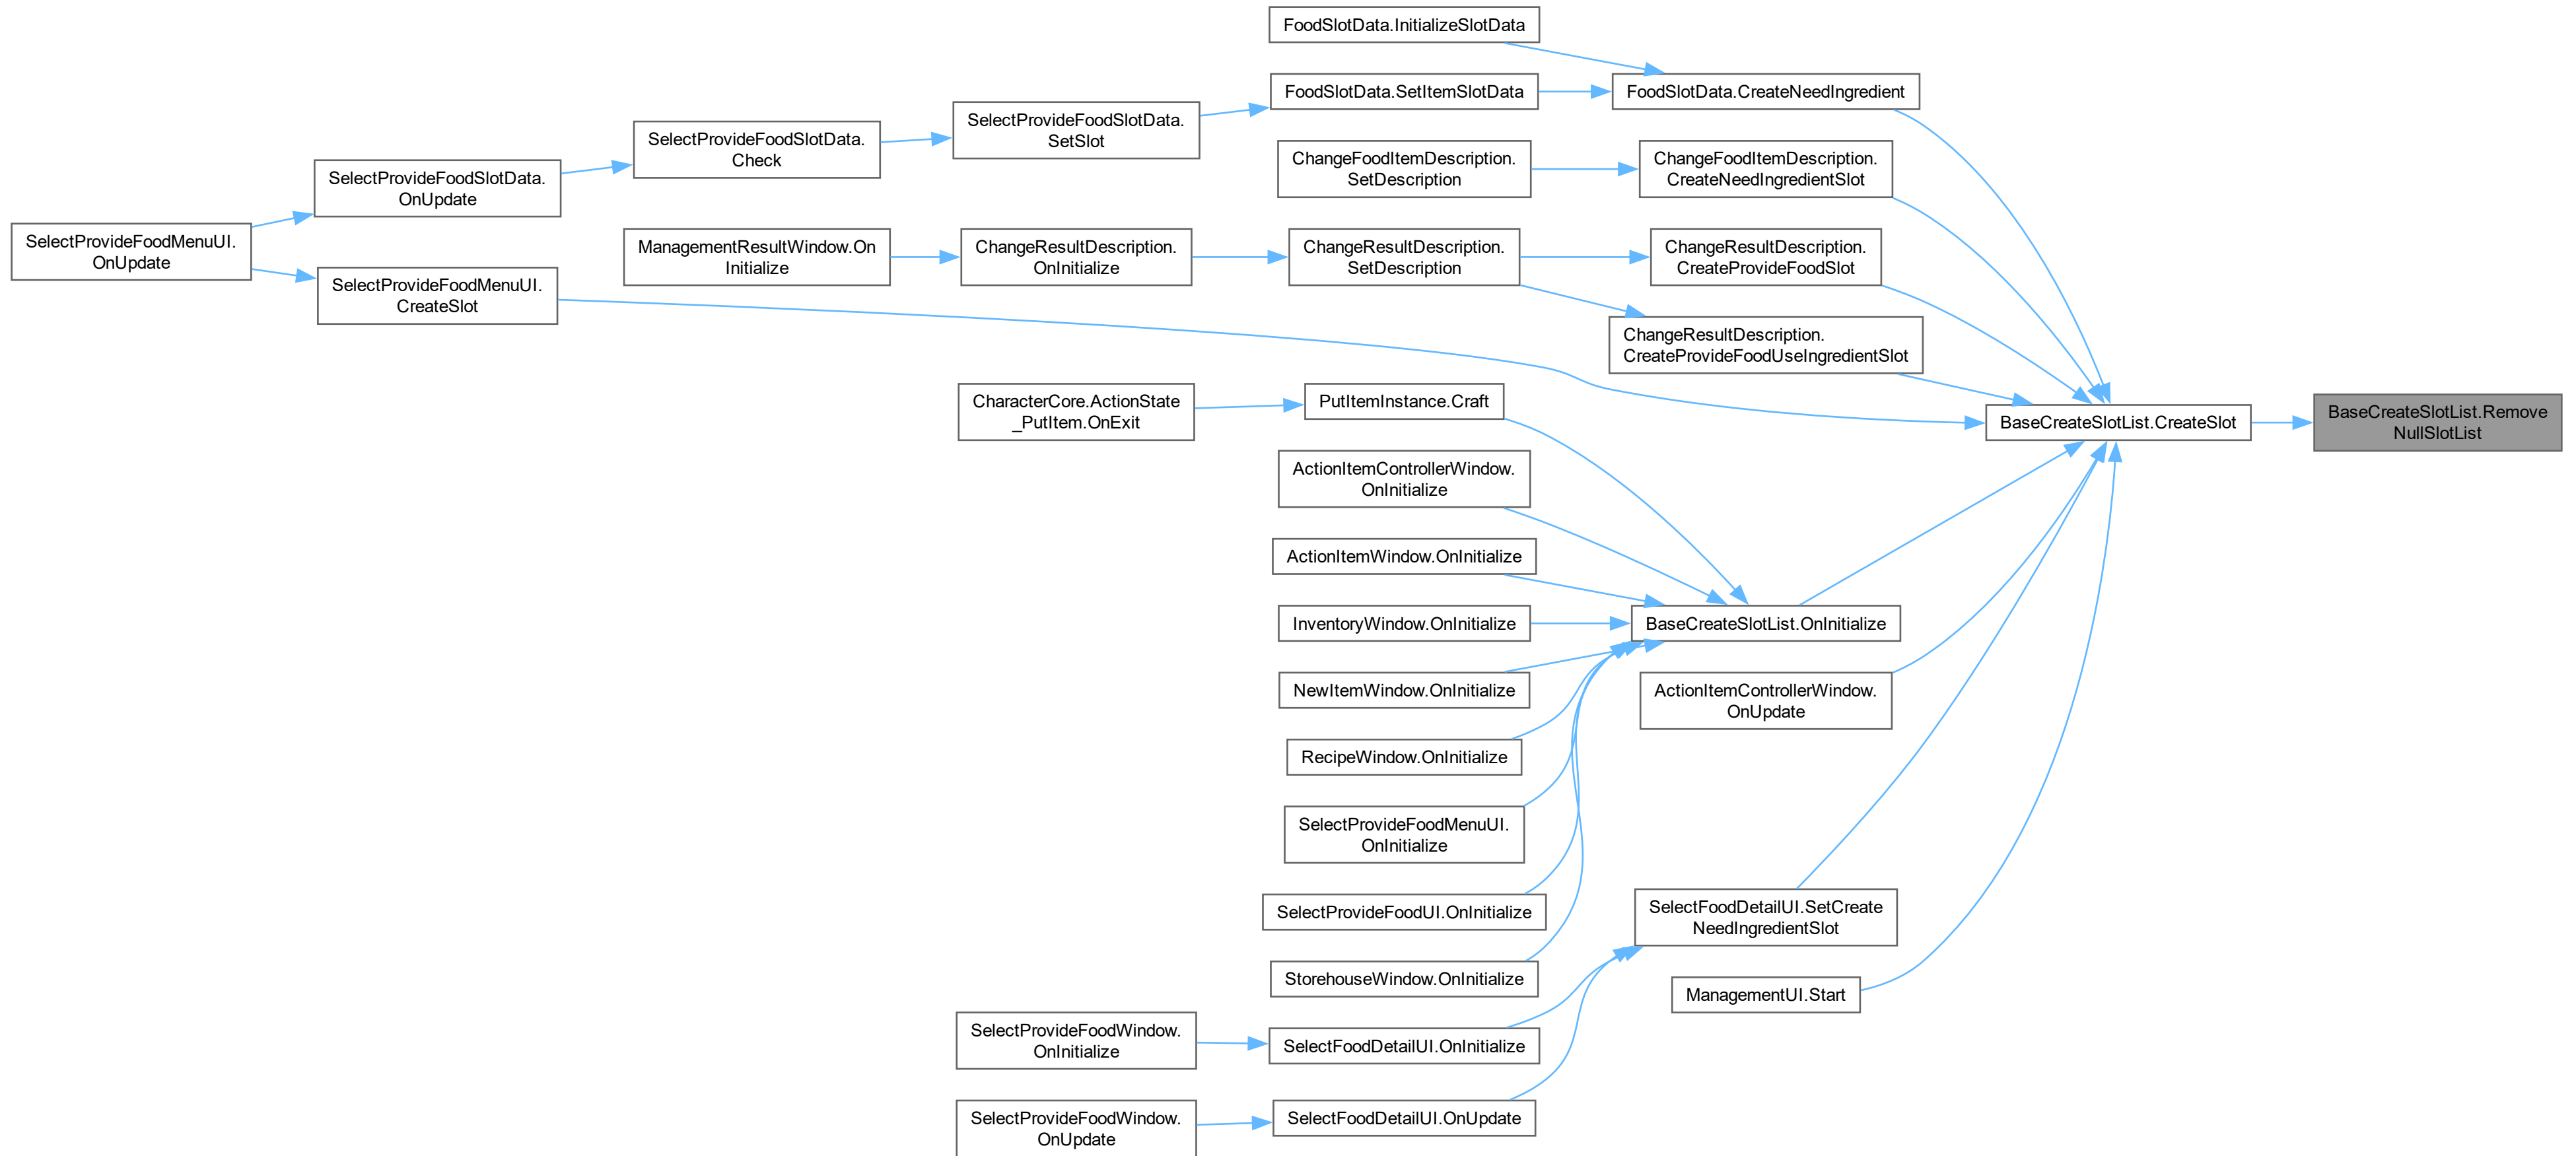 FoodSlotData.InitializeSlotData
FoodSlotData.SetItemSlotData
FoodSlotData.CreateNeedIngredient
SelectProvideFoodSlotData.
SetSlot
SelectProvideFoodSlotData.
Check
SelectProvideFoodSlotData.
OnUpdate
SelectProvideFoodMenuUI.
OnUpdate
ChangeFoodItemDescription.
SetDescription
ChangeFoodItemDescription.
CreateNeedIngredientSlot
ManagementResultWindow.On
Initialize
ChangeResultDescription.
OnInitialize
ChangeResultDescription.
SetDescription
ChangeResultDescription.
CreateProvideFoodSlot
SelectProvideFoodMenuUI.
CreateSlot
ChangeResultDescription.
CreateProvideFoodUseIngredientSlot
CharacterCore.ActionState
_PutItem.OnExit
PutItemInstance.Craft
BaseCreateSlotList.CreateSlot
BaseCreateSlotList.Remove
NullSlotList
ActionItemControllerWindow.
OnInitialize
ActionItemWindow.OnInitialize
InventoryWindow.OnInitialize
BaseCreateSlotList.OnInitialize
NewItemWindow.OnInitialize
ActionItemControllerWindow.
OnUpdate
RecipeWindow.OnInitialize
SelectProvideFoodMenuUI.
OnInitialize
SelectProvideFoodUI.OnInitialize
SelectFoodDetailUI.SetCreate
NeedIngredientSlot
StorehouseWindow.OnInitialize
ManagementUI.Start
SelectProvideFoodWindow.
OnInitialize
SelectFoodDetailUI.OnInitialize
SelectProvideFoodWindow.
OnUpdate
SelectFoodDetailUI.OnUpdate